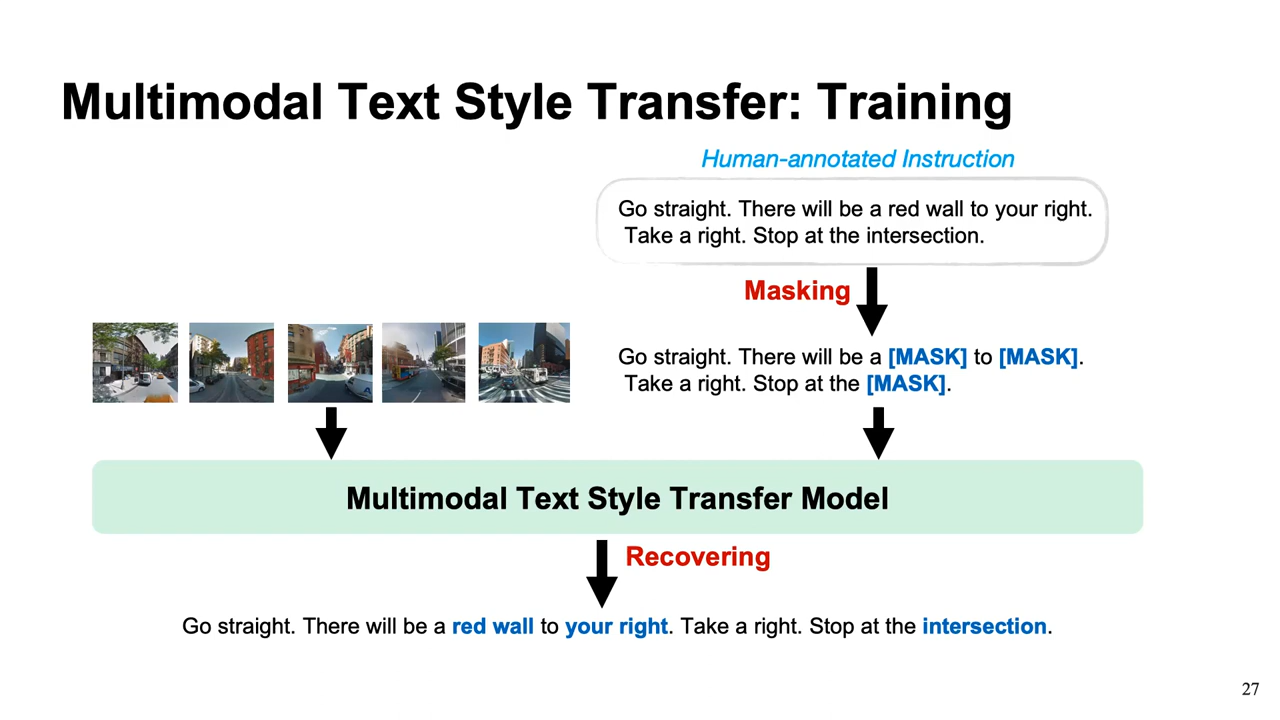 Multimodal Text Style Transfer: Training
Human-annotated Instruction
Go straight. There will be a red wall to your right.
Take a right. Stop at the intersection.
Masking
Go straight. There will be a [MASK] to [MASK].
Take a right. Stop at the [MASK].
Multimodal Text Style Transfer Model
Recovering
Go straight. There will be a red wall to your right. Take a right. Stop at the intersection.
27